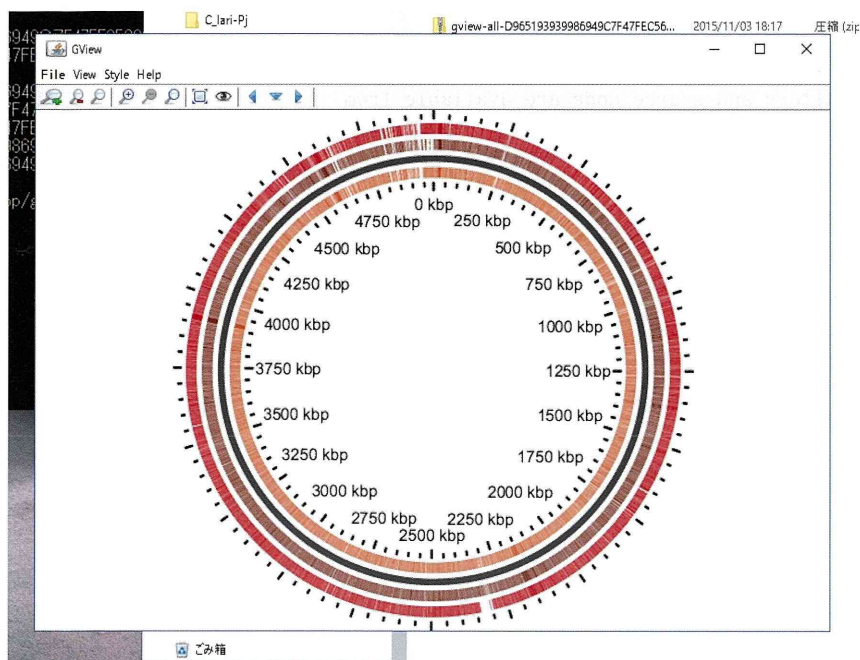 C_lari-Pj
gview-all-D965193939986949C7F47FEC56... 2015/11/03 18:17 圧縮 (zip
GView
File View Style Help
0 kbp
250 kbp
500 kbp
750 kbp
1000 kbp
1250 kbp
1500 kbp
1750 kbp
2000 kbp
2250 kbp
2500 kbp
2750 kbp
3000 kbp
3250 kbp
3500 kbp
3750 kbp
4000 kbp
4250 kbp
4500 kbp
4750 kbp
ごみ箱